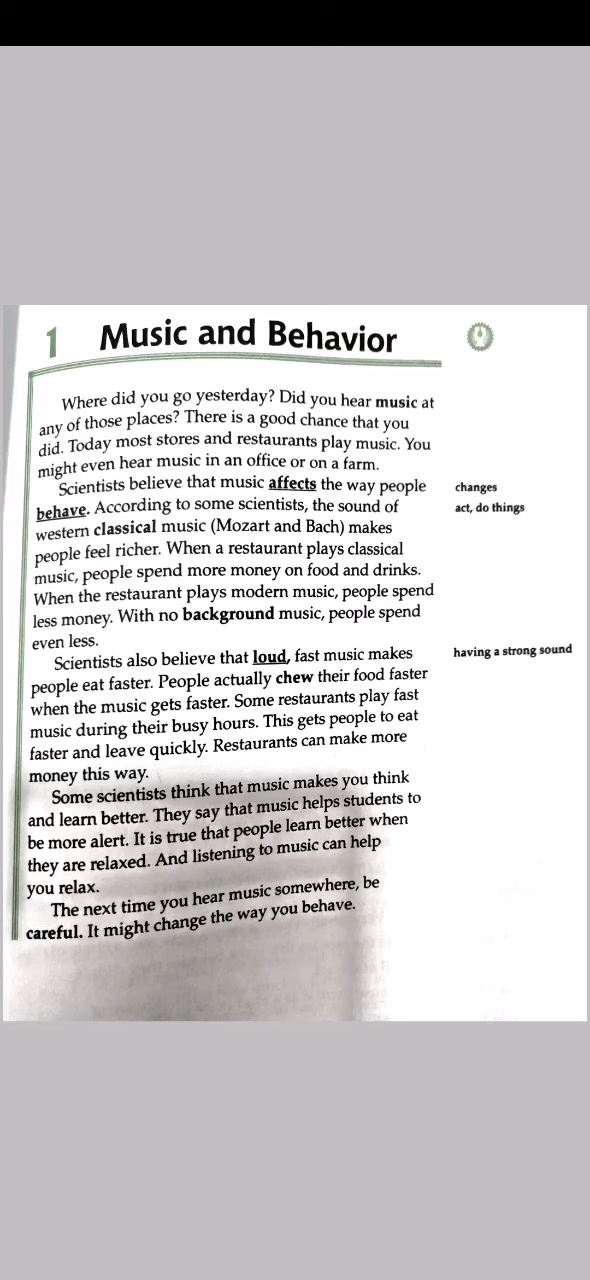 1 Music and Behavior
Where did you go yesterday? Did you hear music at
any of those places? There is a good chance that you
did. Today most stores and restaurants play music. You
might even hear music in an office or on a farm.
Scientists believe that music affects the way people
changes
behave. According to some scientists, the sound of
act, do things
western classical music (Mozart and Bach) makes
people feel richer. When a restaurant plays classical
music, people spend more money on food and drinks.
When the restaurant plays modern music, people spend
less money. With no background music, people spend
even less.
Scientists also believe that loud, fast music makes
having a strong sound
people eat faster. People actually chew their food faster
when the music gets faster. Some restaurants play fast
music during their busy hours. This gets people to eat
faster and leave quickly. Restaurants can make more
money this way.
Some scientists think that music makes you think
and learn better. They say that music helps students to
be more alert. It is true that people learn better when
they are relaxed. And listening to music can help
you relax.
The next time you hear music somewhere, be
careful. It might change the way you behave.